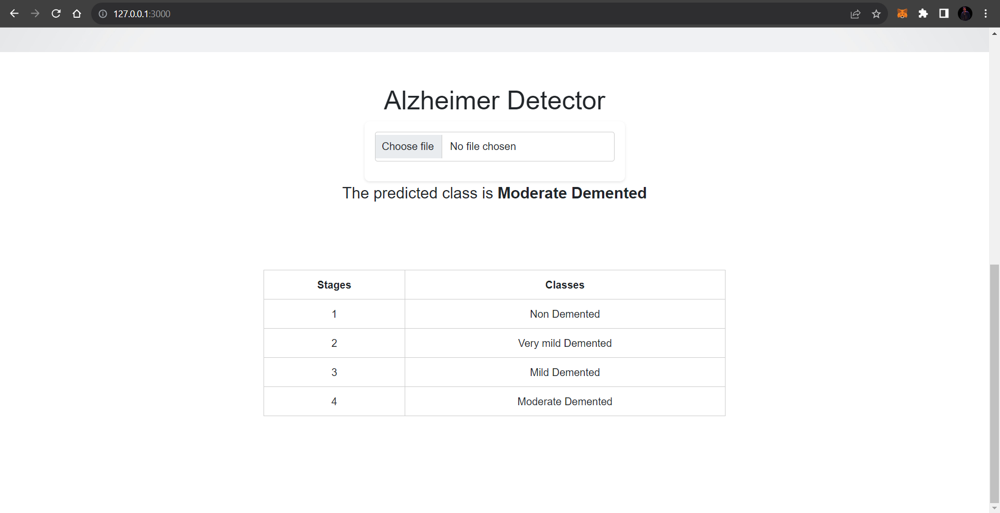 127.0.0.1:3000
Alzheimer Detector
Choose file No file chosen
The predicted class is Moderate Demented
Stages Classes
1 Non Demented
2 Very mild Demented
3 Mild Demented
4 Moderate Demented